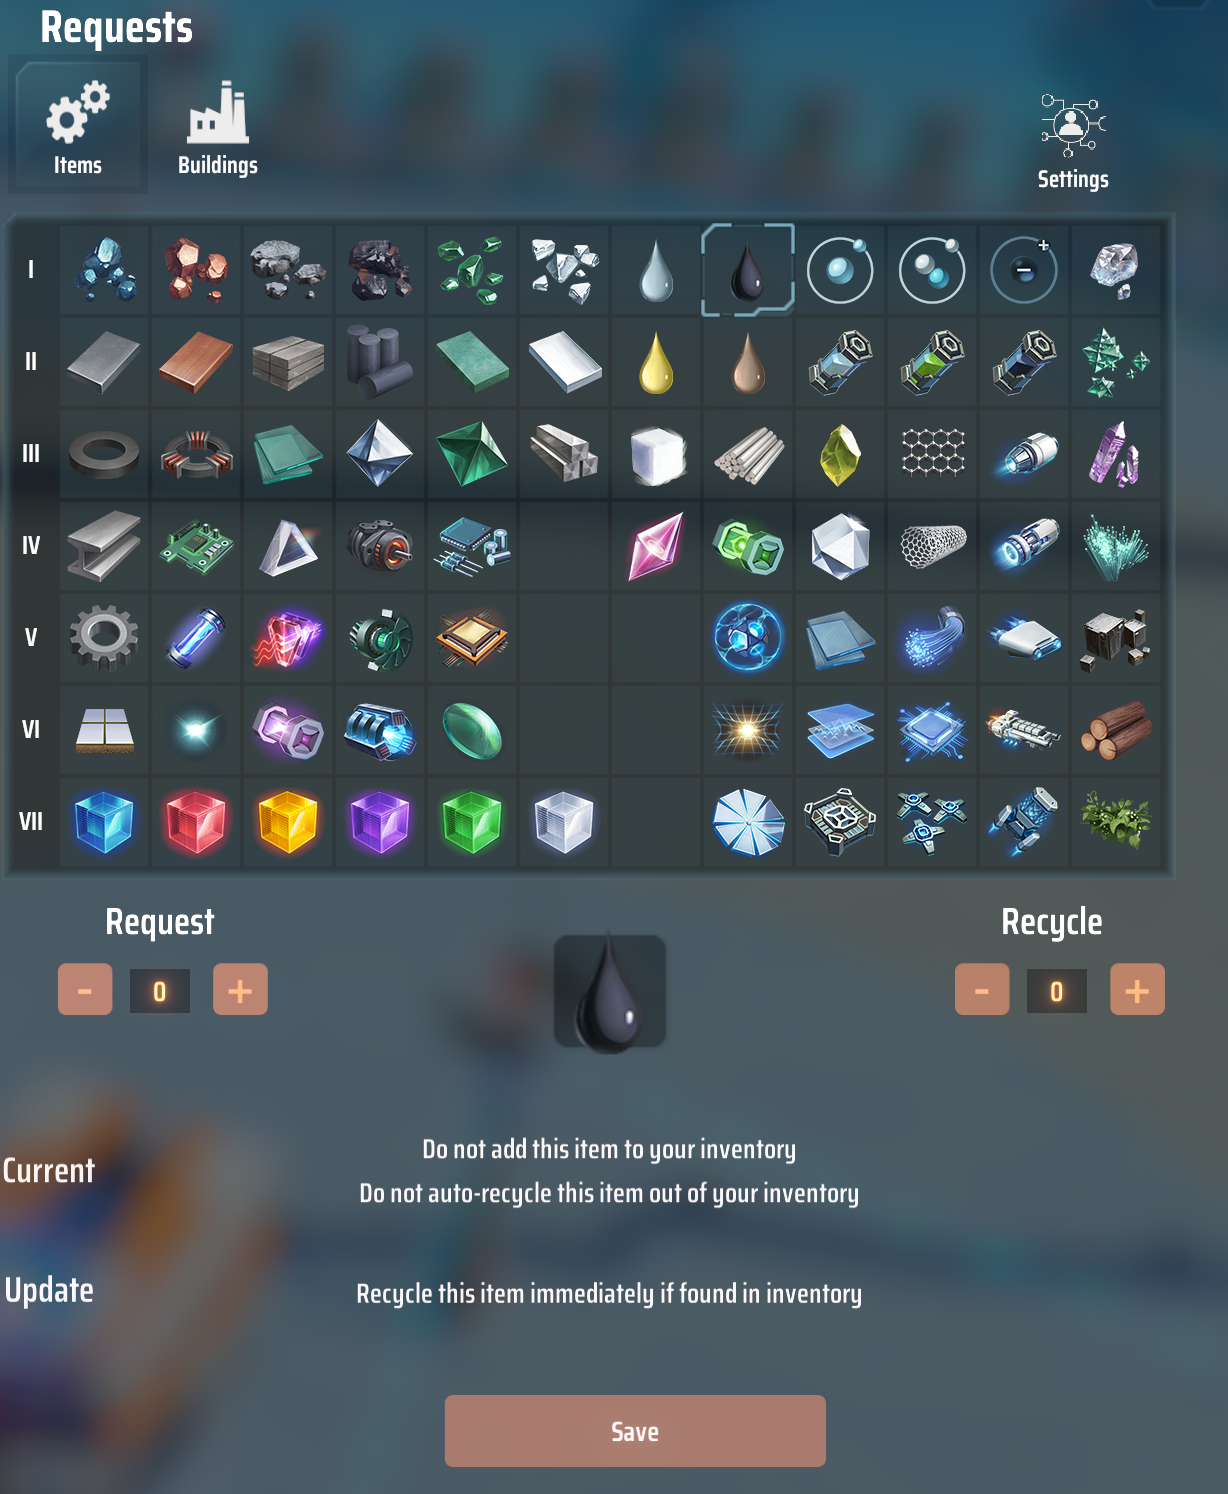 Requests
Items
Buildings
Settings
I
II
III
IV
V
VI
VII
Request
Recycle
- 0 +
- 0 +
Current
Do not add this item to your inventory
Do not auto-recycle this item out of your inventory
Update
Recycle this item immediately if found in inventory
Save